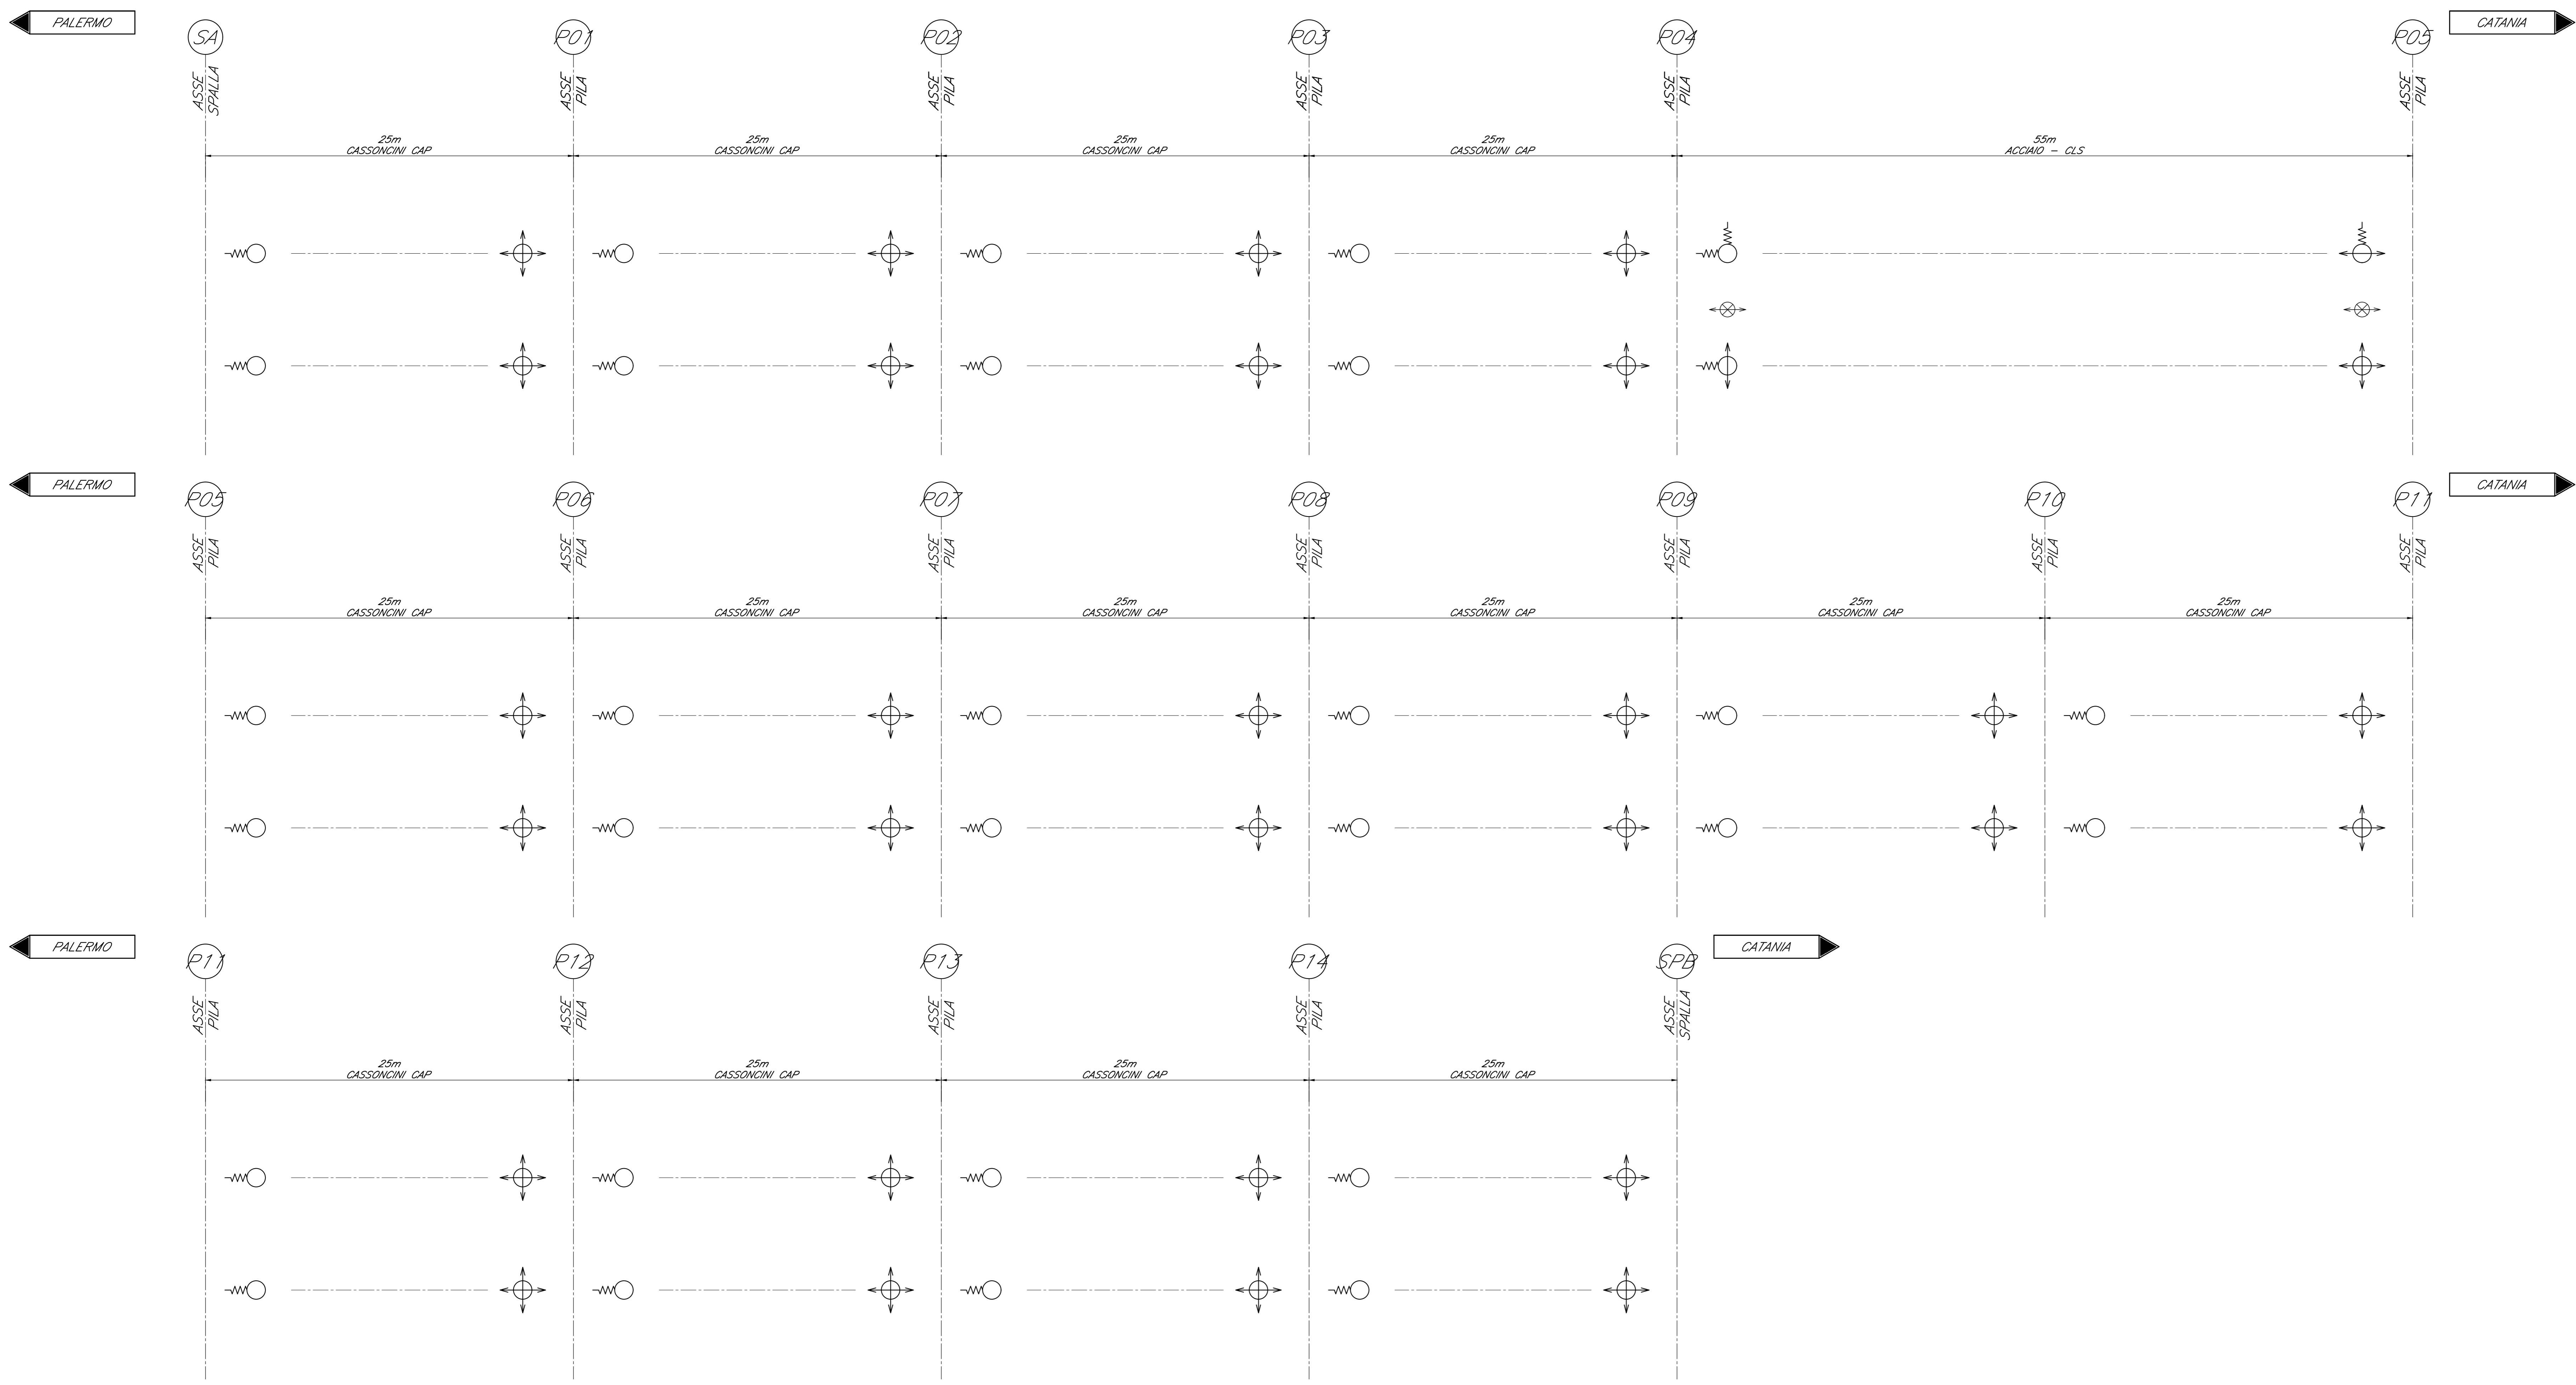 PALERMO
SA
P01
P02
P03
P04
P05
CATANIA
ASSE
SPALLA
ASSE
PILA
ASSE
PILA
ASSE
PILA
ASSE
PILA
ASSE
PILA
25m
CASSONCINI CAP
25m
CASSONCINI CAP
25m
CASSONCINI CAP
25m
CASSONCINI CAP
55m
ACCIAIO - CLS
PALERMO
P05
P06
P07
P08
P09
P10
P11
CATANIA
ASSE
PILA
ASSE
PILA
ASSE
PILA
ASSE
PILA
ASSE
PILA
ASSE
PILA
ASSE
PILA
25m
CASSONCINI CAP
25m
CASSONCINI CAP
25m
CASSONCINI CAP
25m
CASSONCINI CAP
25m
CASSONCINI CAP
25m
CASSONCINI CAP
PALERMO
P11
P12
P13
P14
SPB
CATANIA
ASSE
PILA
ASSE
PILA
ASSE
PILA
ASSE
PILA
ASSE
SPALLA
25m
CASSONCINI CAP
25m
CASSONCINI CAP
25m
CASSONCINI CAP
25m
CASSONCINI CAP